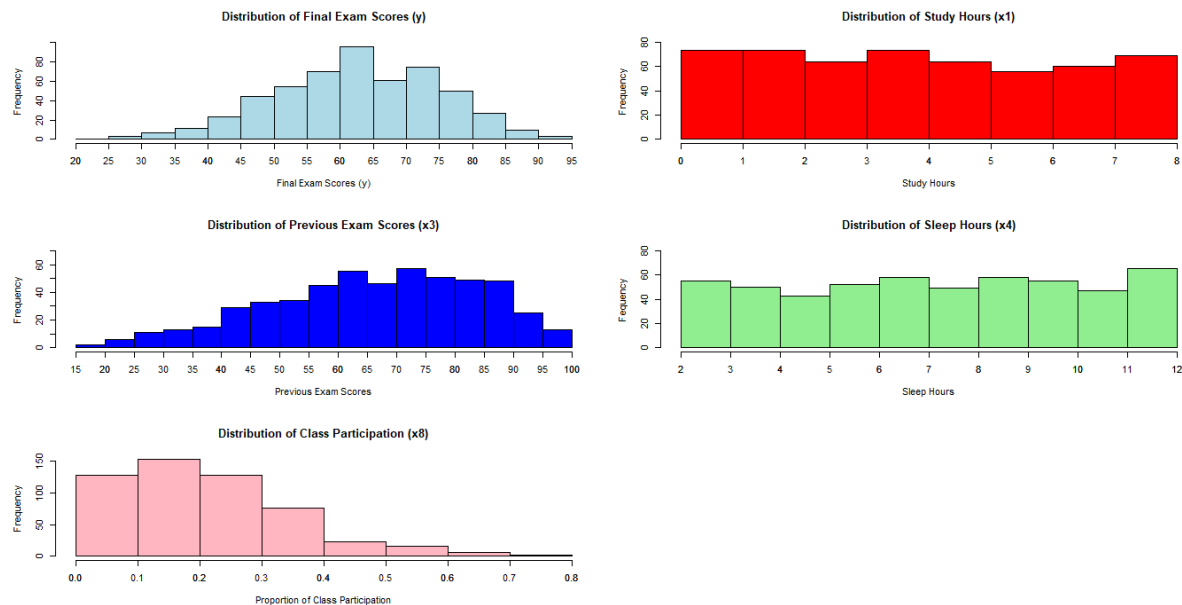 Distribution of Final Exam Scores (y)
Frequency
0 20 40 60 80
20 25 30 35 40 45 50 55 60 65 70 75 80 85 90 95
Final Exam Scores (y)
Distribution of Study Hours (x1)
Frequency
0 20 40 60 80
0 1 2 3 4 5 6 7 8
Study Hours
Distribution of Previous Exam Scores (x3)
Frequency
0 20 40 60
15 20 25 30 35 40 45 50 55 60 65 70 75 80 85 90 95 100
Previous Exam Scores
Distribution of Sleep Hours (x4)
Fequency
0 20 40 60 80
2 3 4 5 6 7 8 9 10 11 12
Sleep Hours
Distribution of Class Participation (x8)
Frequency
0 50 100 150
0.0 0.1 0.2 0.3 0.4 0.5 0.6 0.7 0.8
Proportion of Class Participation